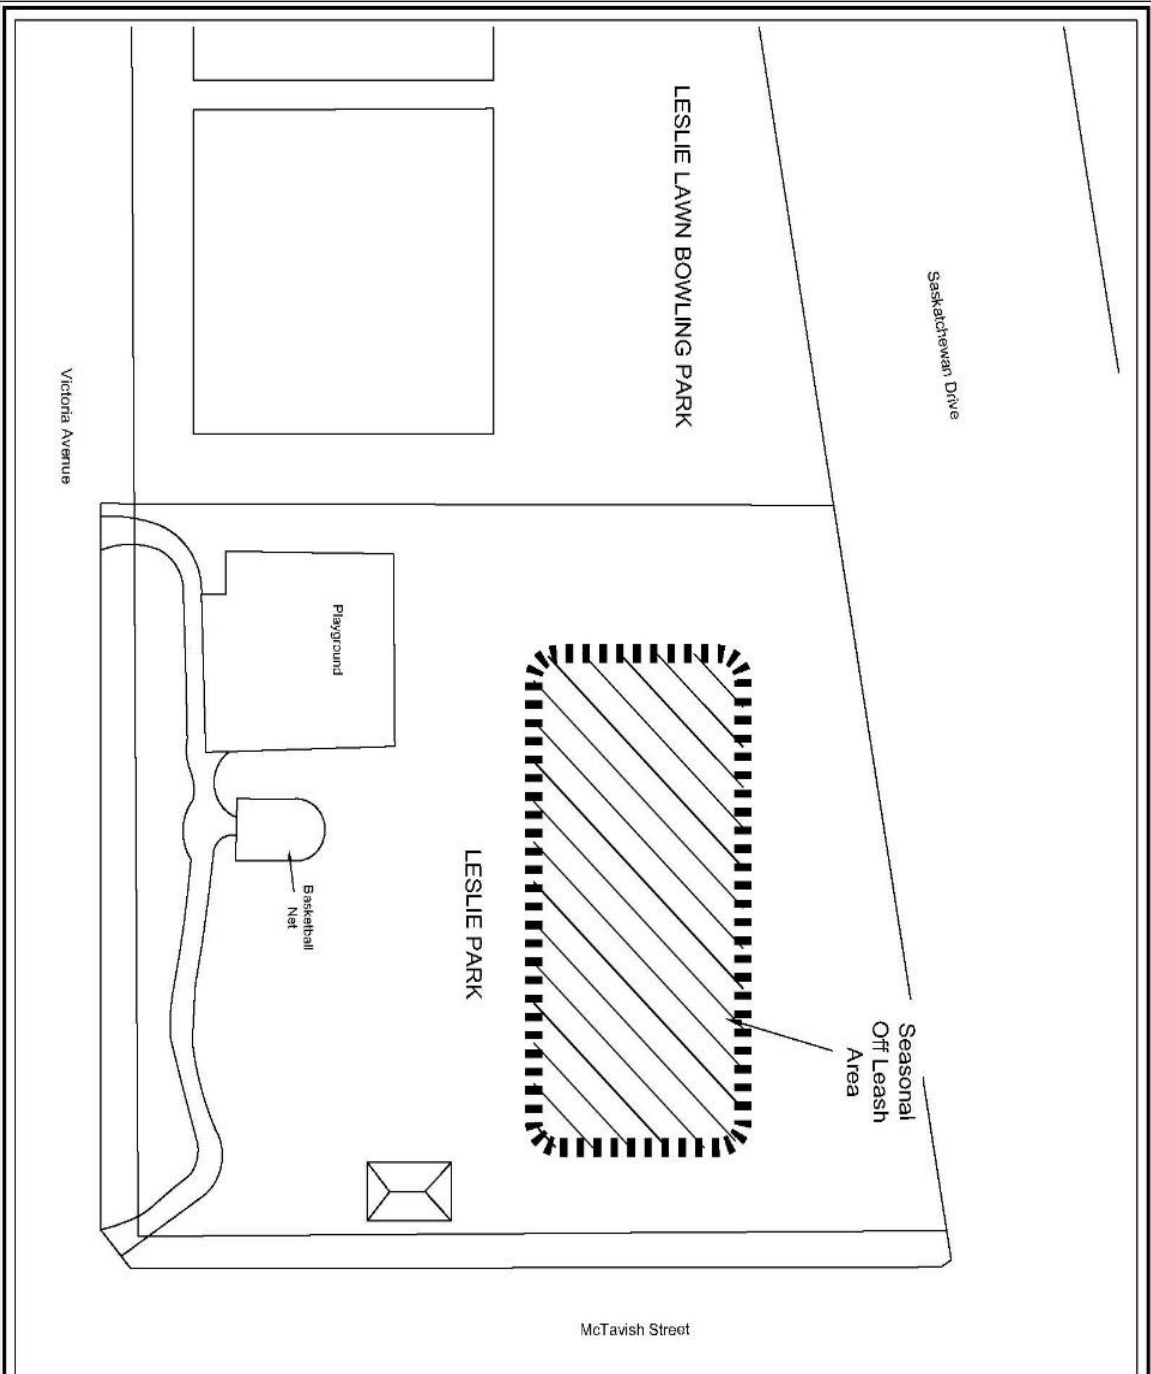 LESLIE LAWN BOWLING PARK
Saskatchewan Drive
Victoria Avenue
Playground
Basketball
Net
LESLIE PARK
Seasonal
Off Leash
Area
McTavish Street